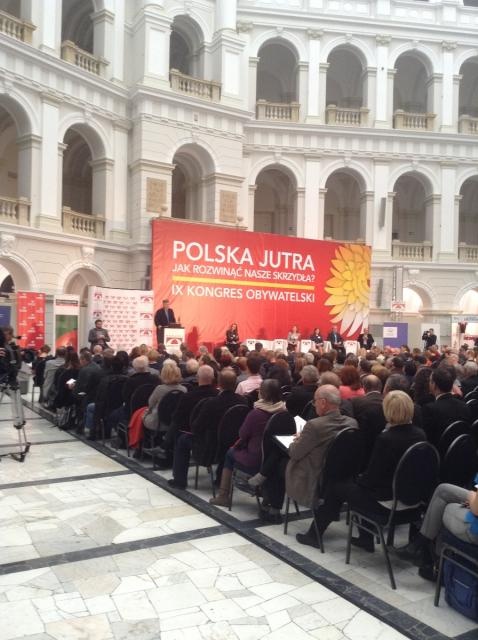 POLSKA JUTRA
JAK ROZWINĄĆ NASZE SKRZYDŁA?
IX KONGRES OBYWATELSKI